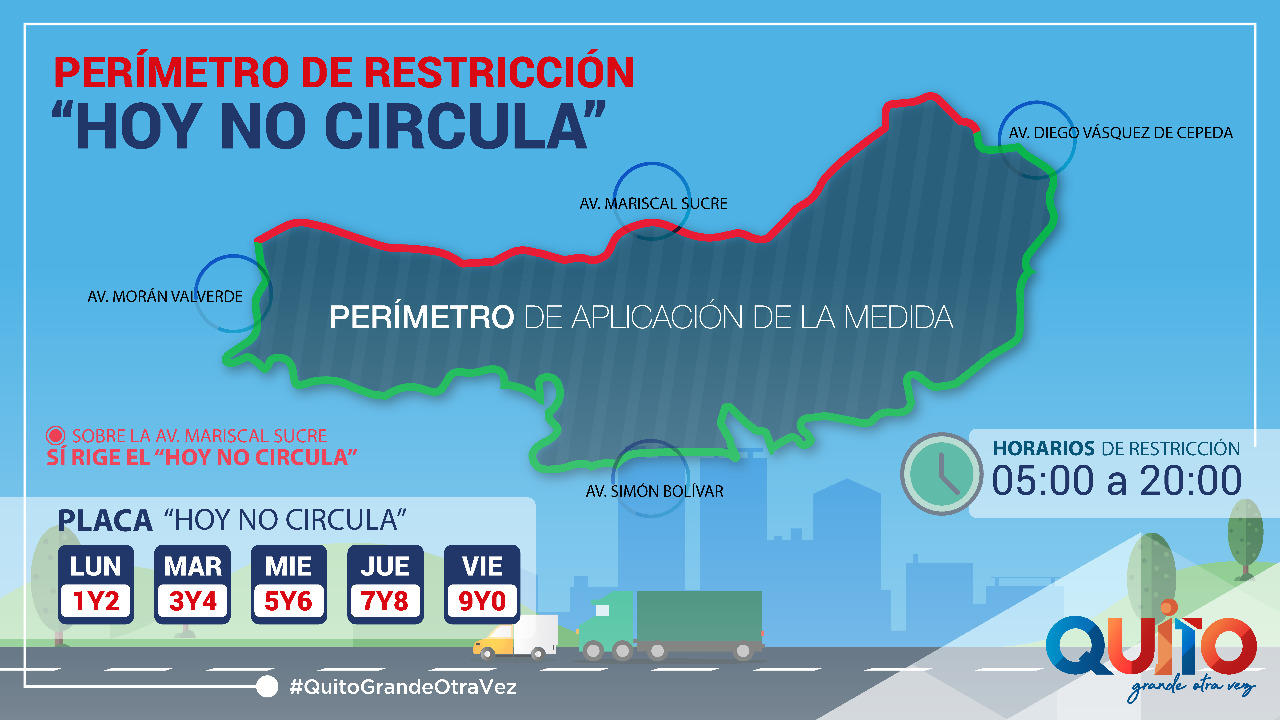 PERÍMETRO DE RESTRICCIÓN
“HOY NO CIRCULA”
AV. DIEGO VÁSQUEZ DE CEPEDA
AV. MARISCAL SUCRE
AV. MORÁN VALVERDE
PERÍMETRO DE APLICACIÓN DE LA MEDIDA
SOBRE LA AV. MARISCAL SUCRE
SÍ RIGE EL “HOY NO CIRCULA”
AV. SIMÓN BOLÍVAR
HORARIOS DE RESTRICCIÓN
05:00 a 20:00
PLACA “HOY NO CIRCULA”
LUN MAR MIE JUE VIE
1Y2 3Y4 5Y6 7Y8 9Y0
QUITO
grande otra vez
#QuitoGrandeOtraVez